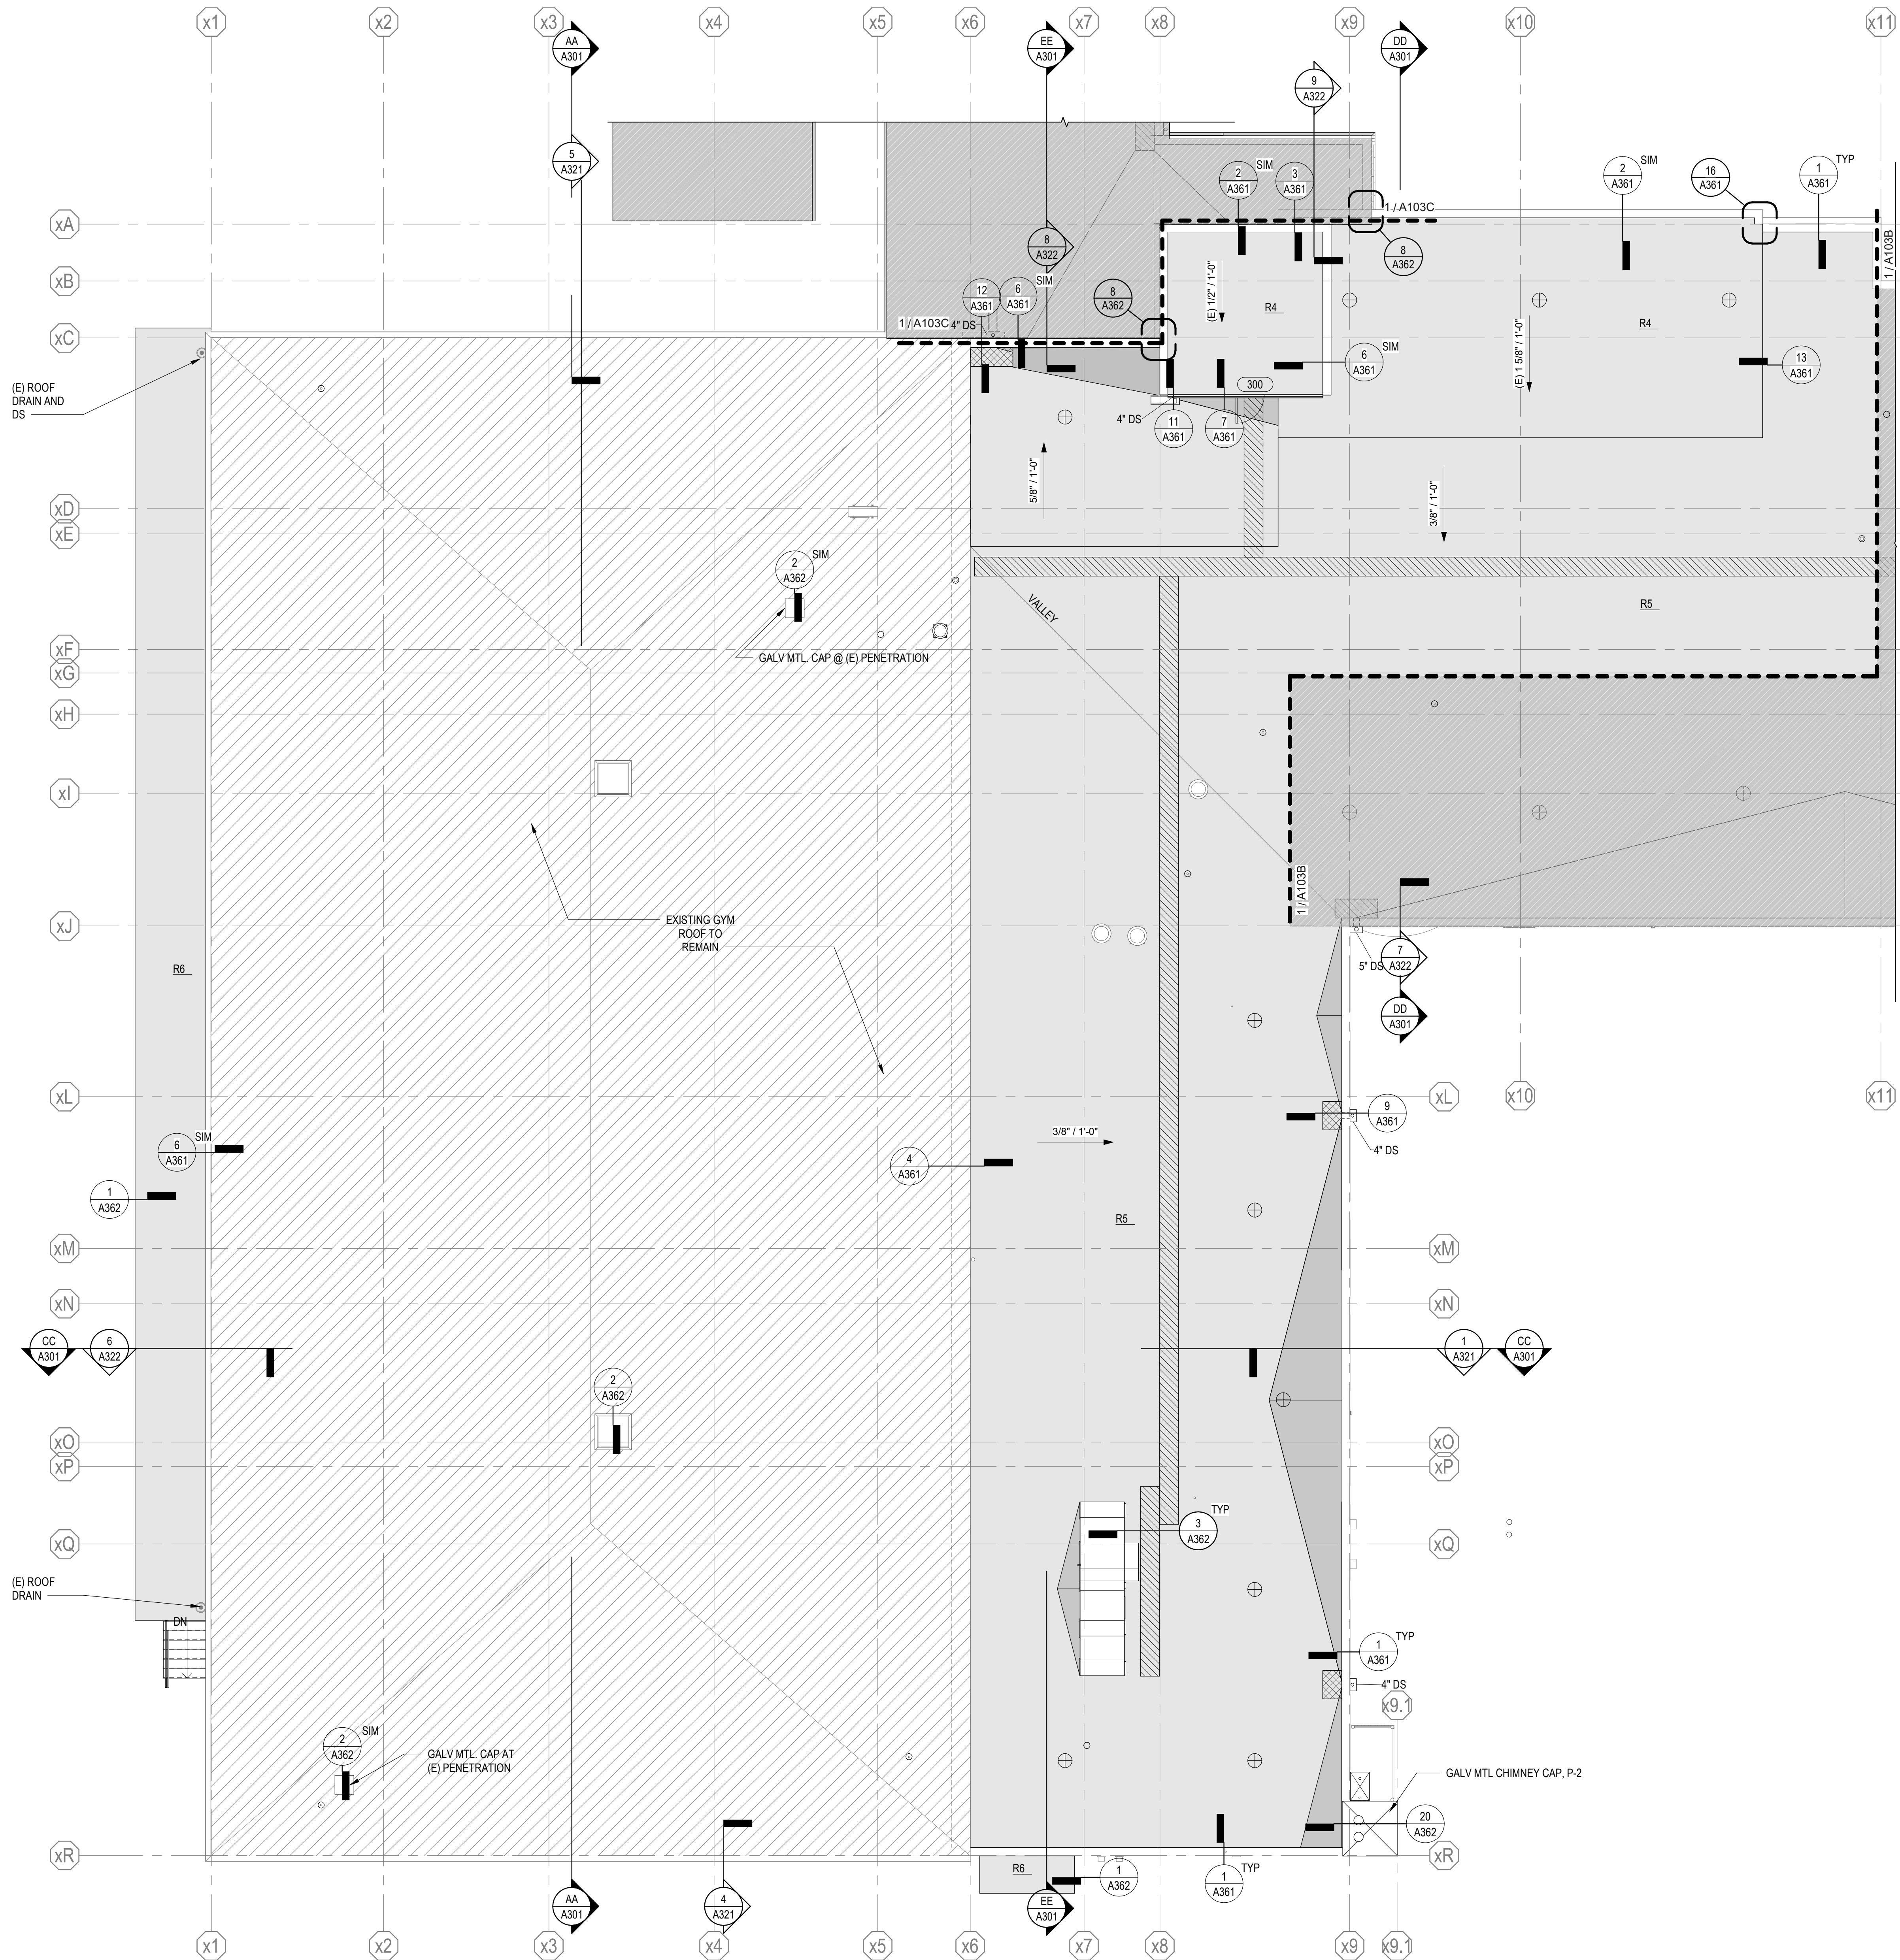 x1
x2
x3
x4
x5
x6
x7
x8
x9
x10
x11
AA
A301
EE
A301
DD
A301
9
A322
5
A321
2
A361
SIM
3
A361
2
A361
SIM
16
A361
1
A361
TYP
1 / A103C
xA
8
A322
8
A362
1 / A103B
xB
12
A361
6
A361
SIM
8
A362
(E) 1/2" / 1'-0"
R4
R4
1 / A103C
4" DS
xC
(E) 1 5/8" / 1'-0"
6
A361
SIM
13
A361
(E) ROOF
DRAIN AND
DS
300
4" DS
11
A361
7
A361
5/8" / 1'-0"
3/8" / 1'-0"
xD
xE
2
A362
SIM
VALLEY
R5
xF
GALV MTL. CAP @ (E) PENETRATION
xG
xH
xI
1 / A103B
EXISTING GYM
ROOF TO
REMAIN
xJ
R6
7
A322
5" DS
DD
A301
xL
xL
x10
x11
9
A361
4" DS
3/8" / 1'-0"
6
A361
SIM
4
A361
1
A362
R5
xM
xM
xN
xN
CC
A301
6
A322
1
A321
CC
A301
2
A362
xO
xO
xP
xP
3
A362
TYP
xQ
xQ
(E) ROOF
DRAIN
DN
1
A361
TYP
4" DS
x9.1
2
A362
SIM
GALV MTL. CAP AT
(E) PENETRATION
GALV MTL CHIMNEY CAP, P-2
20
A362
xR
xR
R6
1
A362
1
A361
TYP
AA
A301
4
A321
EE
A301
x1
x2
x3
x4
x5
x6
x7
x8
x9
x9.1